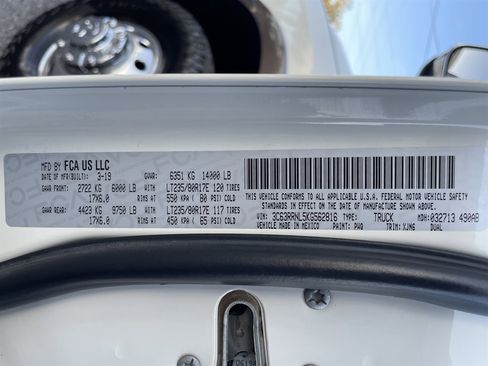 MFD BY: FCA US LLC
DATE OF MFR(BUILT): 3-19 GVWR: 6351 KG 14000 LB
GAWR FRONT: 2722 KG 6000 LB WITH LT235/80R17E 120 TIRES
17X6.0 RIMS AT 550 KPA ( 80 PSI) COLD
GAWR REAR: 4423 KG 9750 LB WITH LT235/80R17E 117 TIRES
17X6.0 RIMS AT 450 KPA ( 65 PSI) COLD
THIS VEHICLE CONFORMS TO ALL APPLICABLE U.S.A. FEDERAL MOTOR VEHICLE SAFETY
STANDARDS IN EFFECT ON THE DATE OF MANUFACTURE SHOWN ABOVE.
VIN: 3C63RRNL5KG562816 TYPE: TRUCK MDH: 032713 490AB
VEHICLE MADE IN MEXICO PAINT: PW7 TRIM: XJNG DUAL